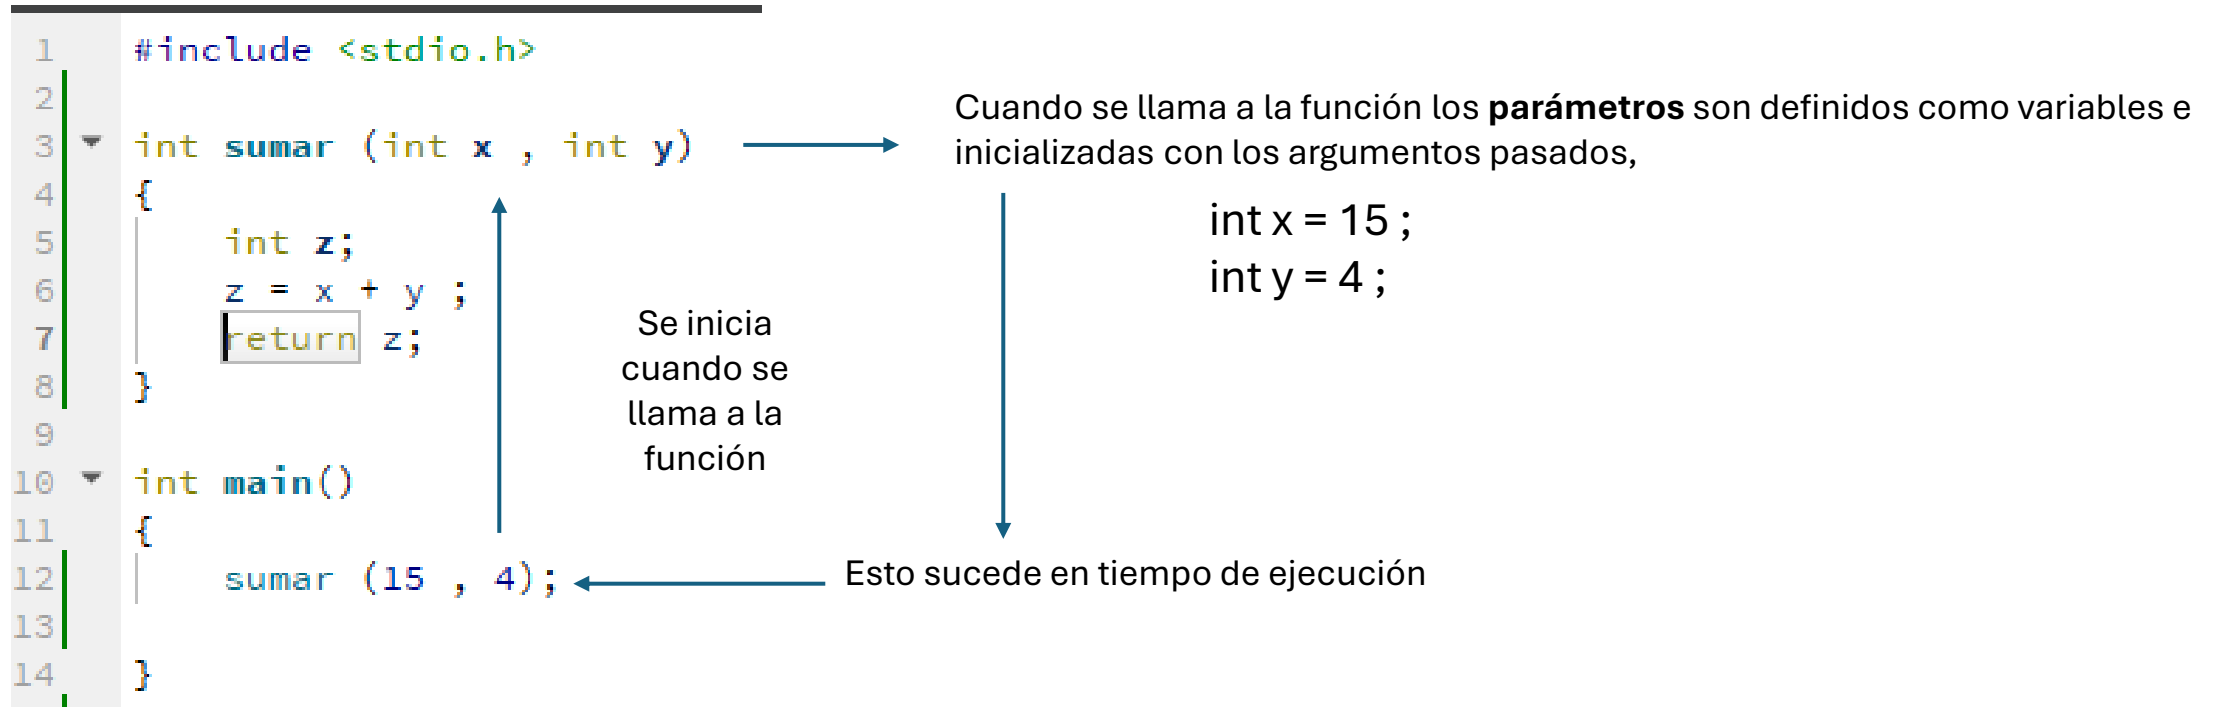 1 #include <stdio.h>
2
3 int sumar (int x , int y)
4 {
5 int z;
6 z = x + y ;
7 return z;
8 }
9
10 int main()
11 {
12 sumar (15 , 4);
13
14 }
Cuando se llama a la función los parámetros son definidos como variables e
inicializadas con los argumentos pasados,
int x = 15 ;
int y = 4 ;
Se inicia
cuando se
llama a la
función
Esto sucede en tiempo de ejecución